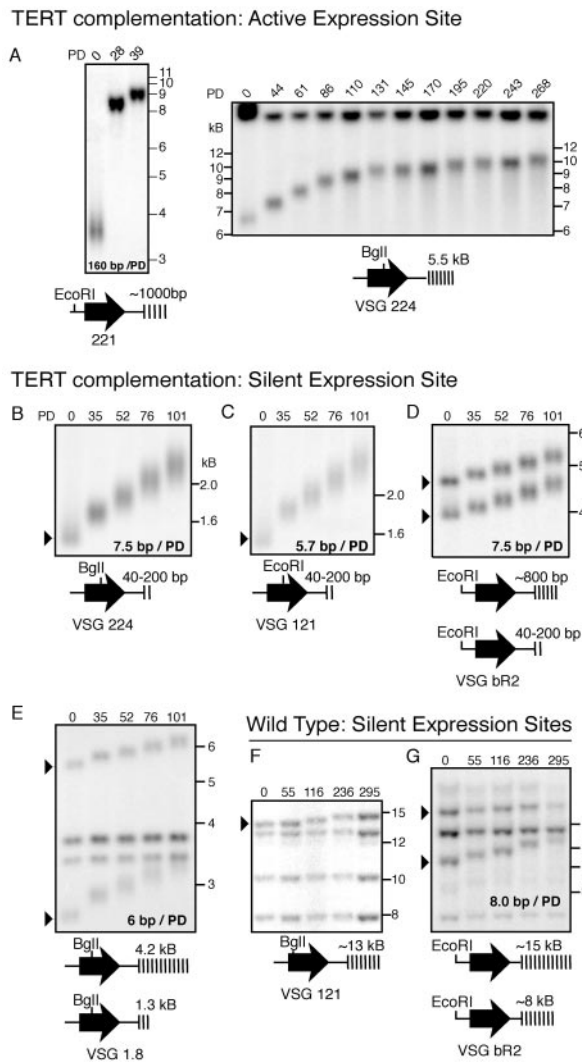 TERT complementation: Active Expression Site
A
PD 0 28 39
11
10
9
8
5
4
3
160 bp /PD
EcoRI ~1000bp
221
PD 0 44 61 86 110 131 145 170 195 220 243 268
kB
12
10
9
8
7
6
12
10
9
8
7
6
BglI 5.5 kB
VSG 224
TERT complementation: Silent Expression Site
B
PD 0 35 52 76 101
kB
2.0
1.6
7.5 bp / PD
BglI 40-200 bp
VSG 224
C
0 35 52 76 101
2.0
1.6
5.7 bp / PD
EcoRI 40-200 bp
VSG 121
D
0 35 52 76 101
6
5
4
7.5 bp / PD
EcoRI ~800 bp
EcoRI 40-200 bp
VSG bR2
E
0 35 52 76 101
6
5
4
3
6 bp / PD
BglI 4.2 kB
BglI 1.3 kB
VSG 1.8
Wild Type: Silent Expression Sites
F
0 55 116 236 295
15
12
10
8
BglI ~13 kB
VSG 121
G
0 55 116 236 295
8.0 bp / PD
EcoRI ~15 kB
EcoRI ~8 kB
VSG bR2